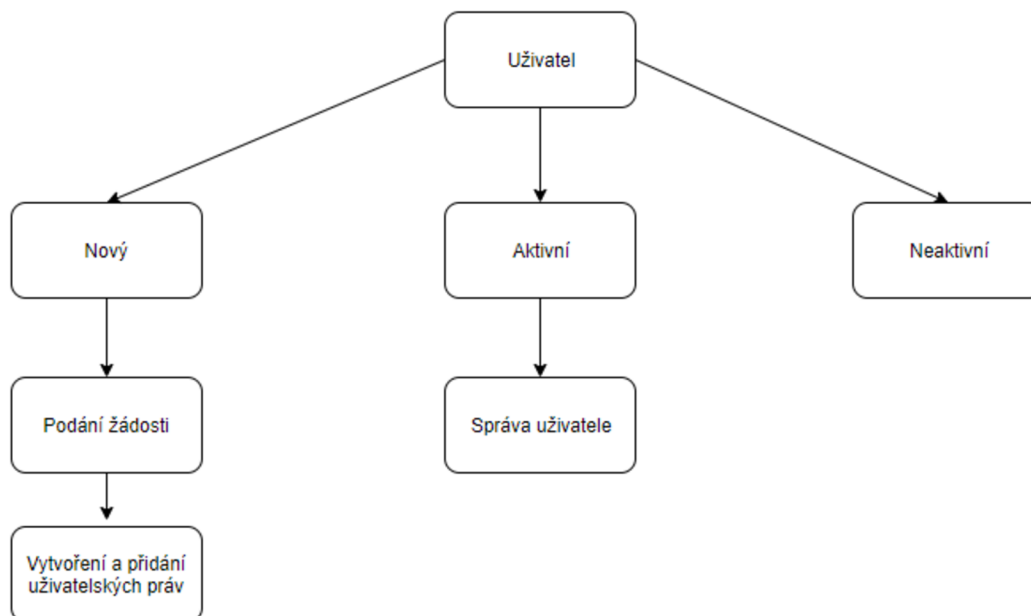 Uživatel
Nový
Aktivní
Neaktivní
Podání žádosti
Správa uživatele
Vytvoření a přidání
uživatelských práv